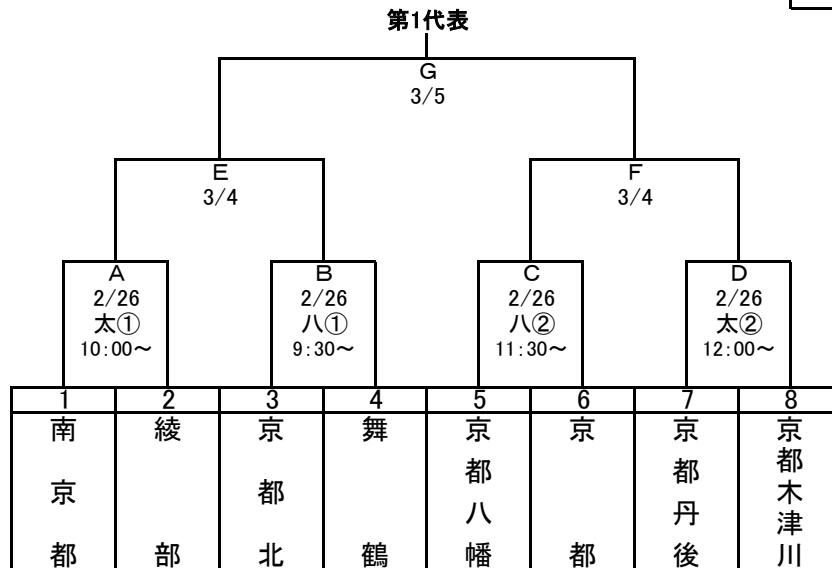 第1代表
G
3/5
E
3/4
F
3/4
A
2/26
太①
10:00～
B
2/26
八①
9:30～
C
2/26
八②
11:30～
D
2/26
太②
12:00～
1 2 3 4 5 6 7 8
南京都
綾部
京都北
舞鶴
京都八幡
京都
京都丹後
京都木津川